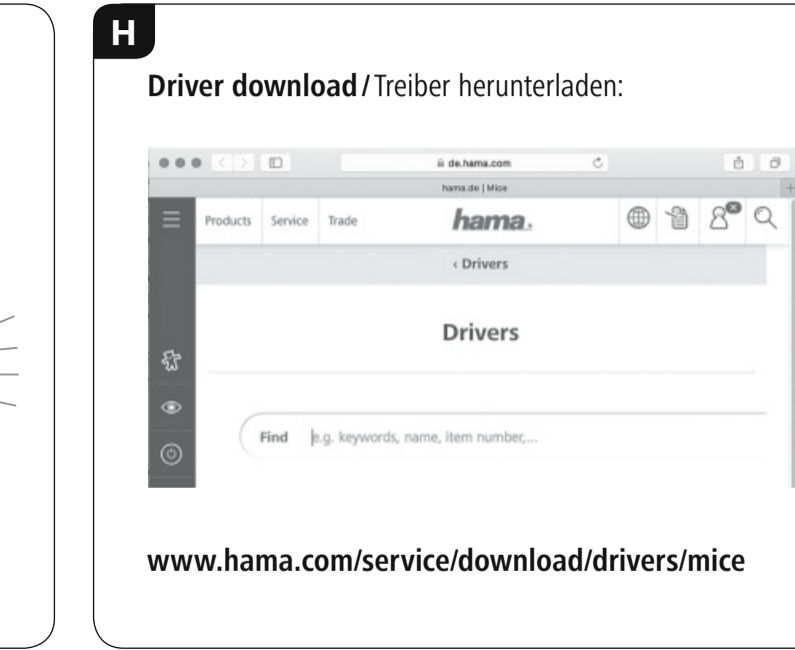 H
Driver download / Treiber herunterladen:
de.hama.com
hama.de | Mice
Products Service Trade hama.
‹ Drivers
Drivers
Find e.g. keywords, name, item number,...
www.hama.com/service/download/drivers/mice